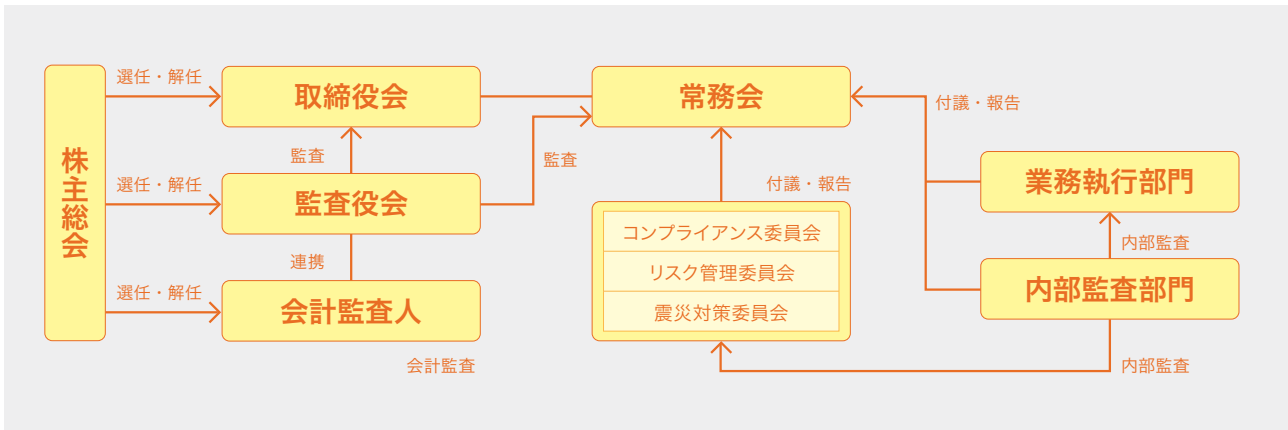 株主総会
選任・解任
取締役会
監査
選任・解任
監査役会
連携
選任・解任
会計監査人
会計監査
常務会
監査
付議・報告
コンプライアンス委員会
リスク管理委員会
震災対策委員会
付議・報告
業務執行部門
内部監査
内部監査部門
内部監査